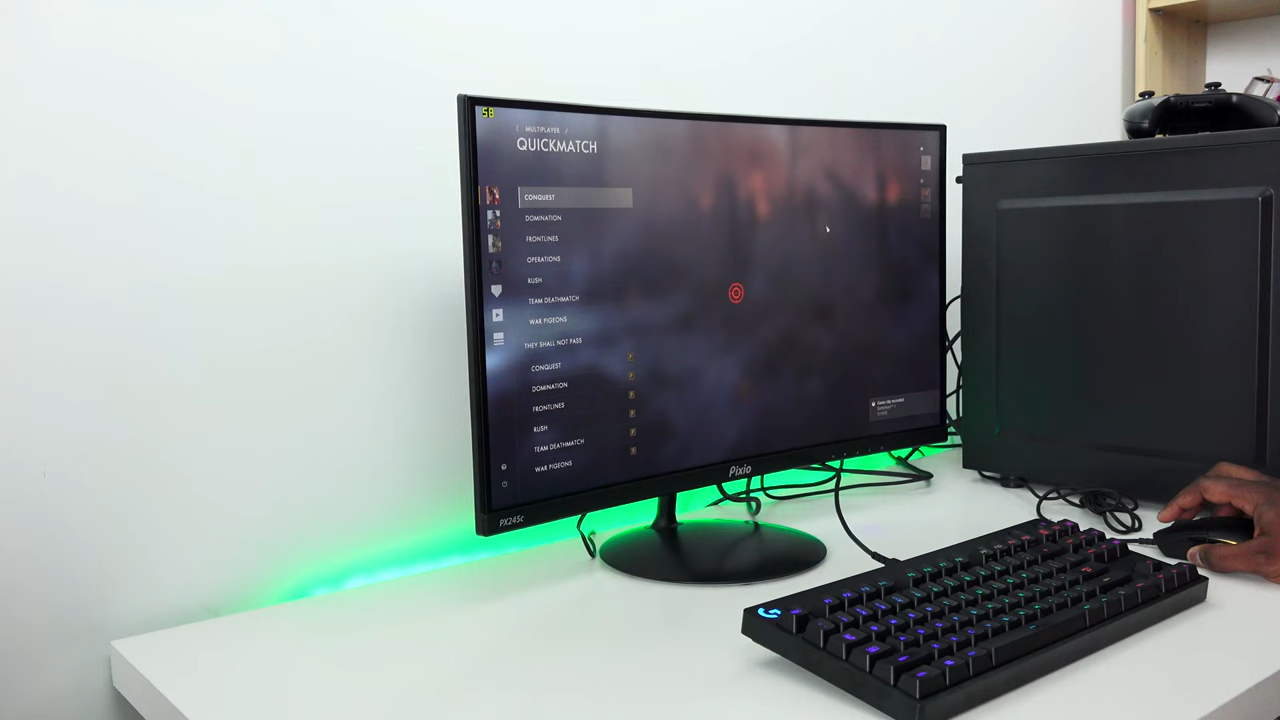 58
MULTIPLAYER /
QUICKMATCH
CONQUEST
DOMINATION
FRONTLINES
OPERATIONS
RUSH
TEAM DEATHMATCH
WAR PIGEONS
THEY SHALL NOT PASS
CONQUEST
DOMINATION
FRONTLINES
RUSH
TEAM DEATHMATCH
WAR PIGEONS
Pixio
PX245c